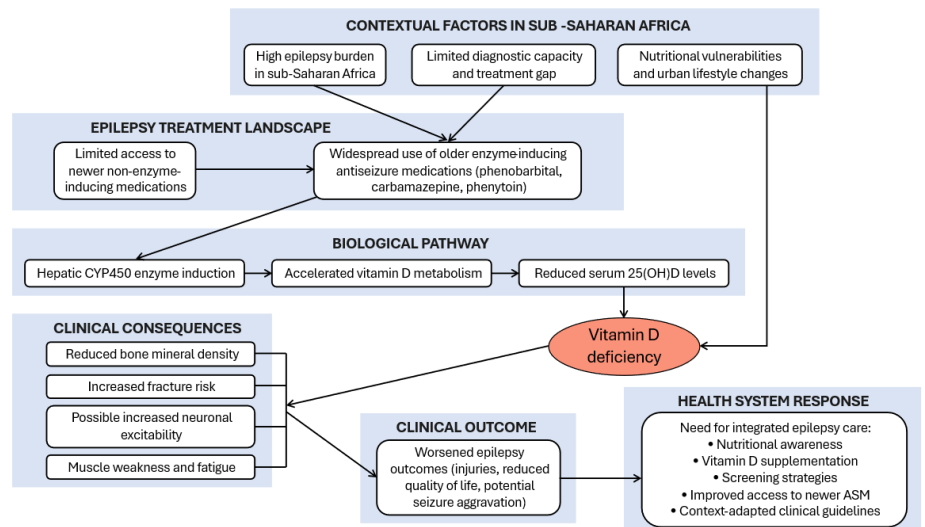 CONTEXTUAL FACTORS IN SUB -SAHARAN AFRICA
High epilepsy burden
in sub-Saharan Africa
Limited diagnostic capacity
and treatment gap
Nutritional vulnerabilities
and urban lifestyle changes
EPILEPSY TREATMENT LANDSCAPE
Limited access to
newer non-enzyme-
inducing medications
Widespread use of older enzyme-inducing
antiseizure medications (phenobarbital,
carbamazepine, phenytoin)
BIOLOGICAL PATHWAY
Hepatic CYP450 enzyme induction
Accelerated vitamin D metabolism
Reduced serum 25(OH)D levels
Vitamin D
deficiency
CLINICAL CONSEQUENCES
Reduced bone mineral density
Increased fracture risk
Possible increased neuronal
excitability
Muscle weakness and fatigue
CLINICAL OUTCOME
Worsened epilepsy
outcomes (injuries, reduced
quality of life, potential
seizure aggravation)
HEALTH SYSTEM RESPONSE
Need for integrated epilepsy care:
• Nutritional awareness
• Vitamin D supplementation
• Screening strategies
• Improved access to newer ASM
• Context-adapted clinical guidelines